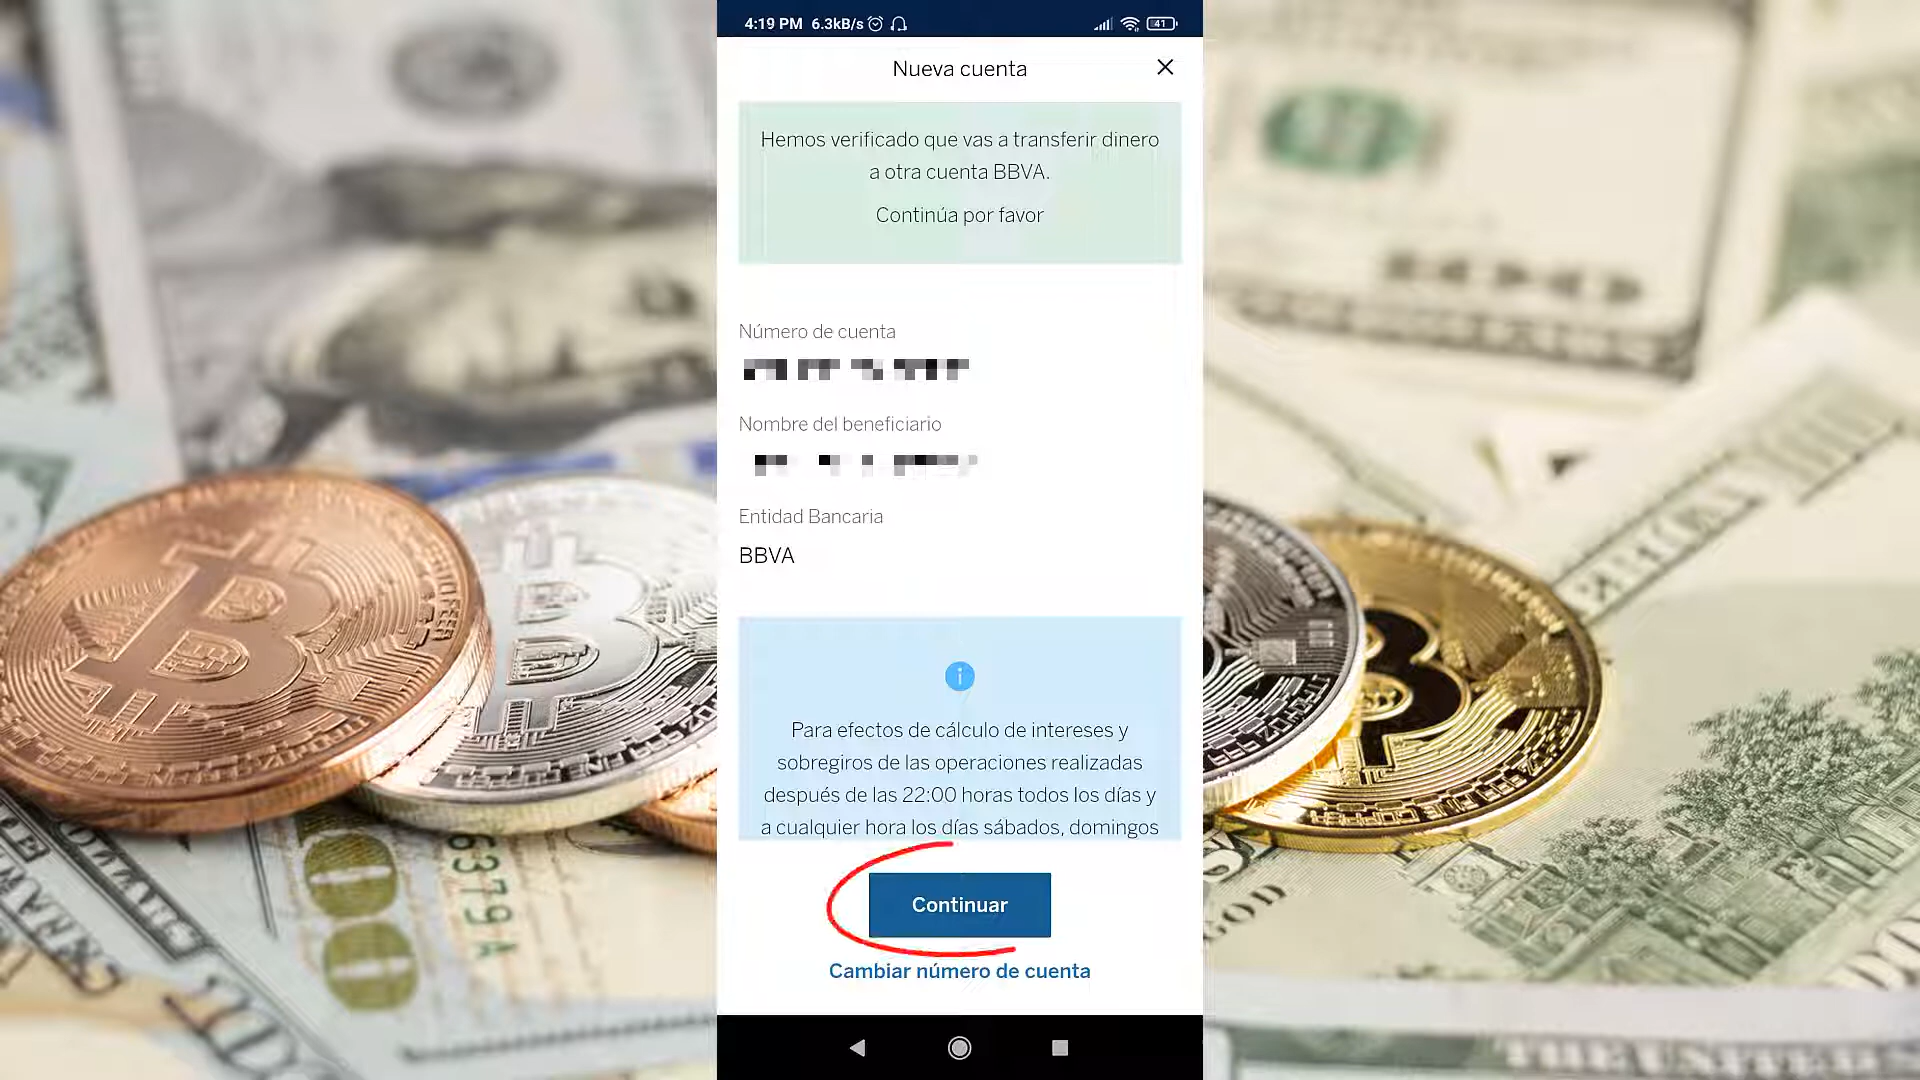 4:19 PM 6.3kB/s
41
Nueva cuenta
Hemos verificado que vas a transferir dinero
a otra cuenta BBVA.
Continúa por favor
Número de cuenta
Nombre del beneficiario
Entidad Bancaria
BBVA
Para efectos de cálculo de intereses y
sobregiros de las operaciones realizadas
después de las 22:00 horas todos los días y
a cualquier hora los días sábados, domingos
Continuar
Cambiar número de cuenta